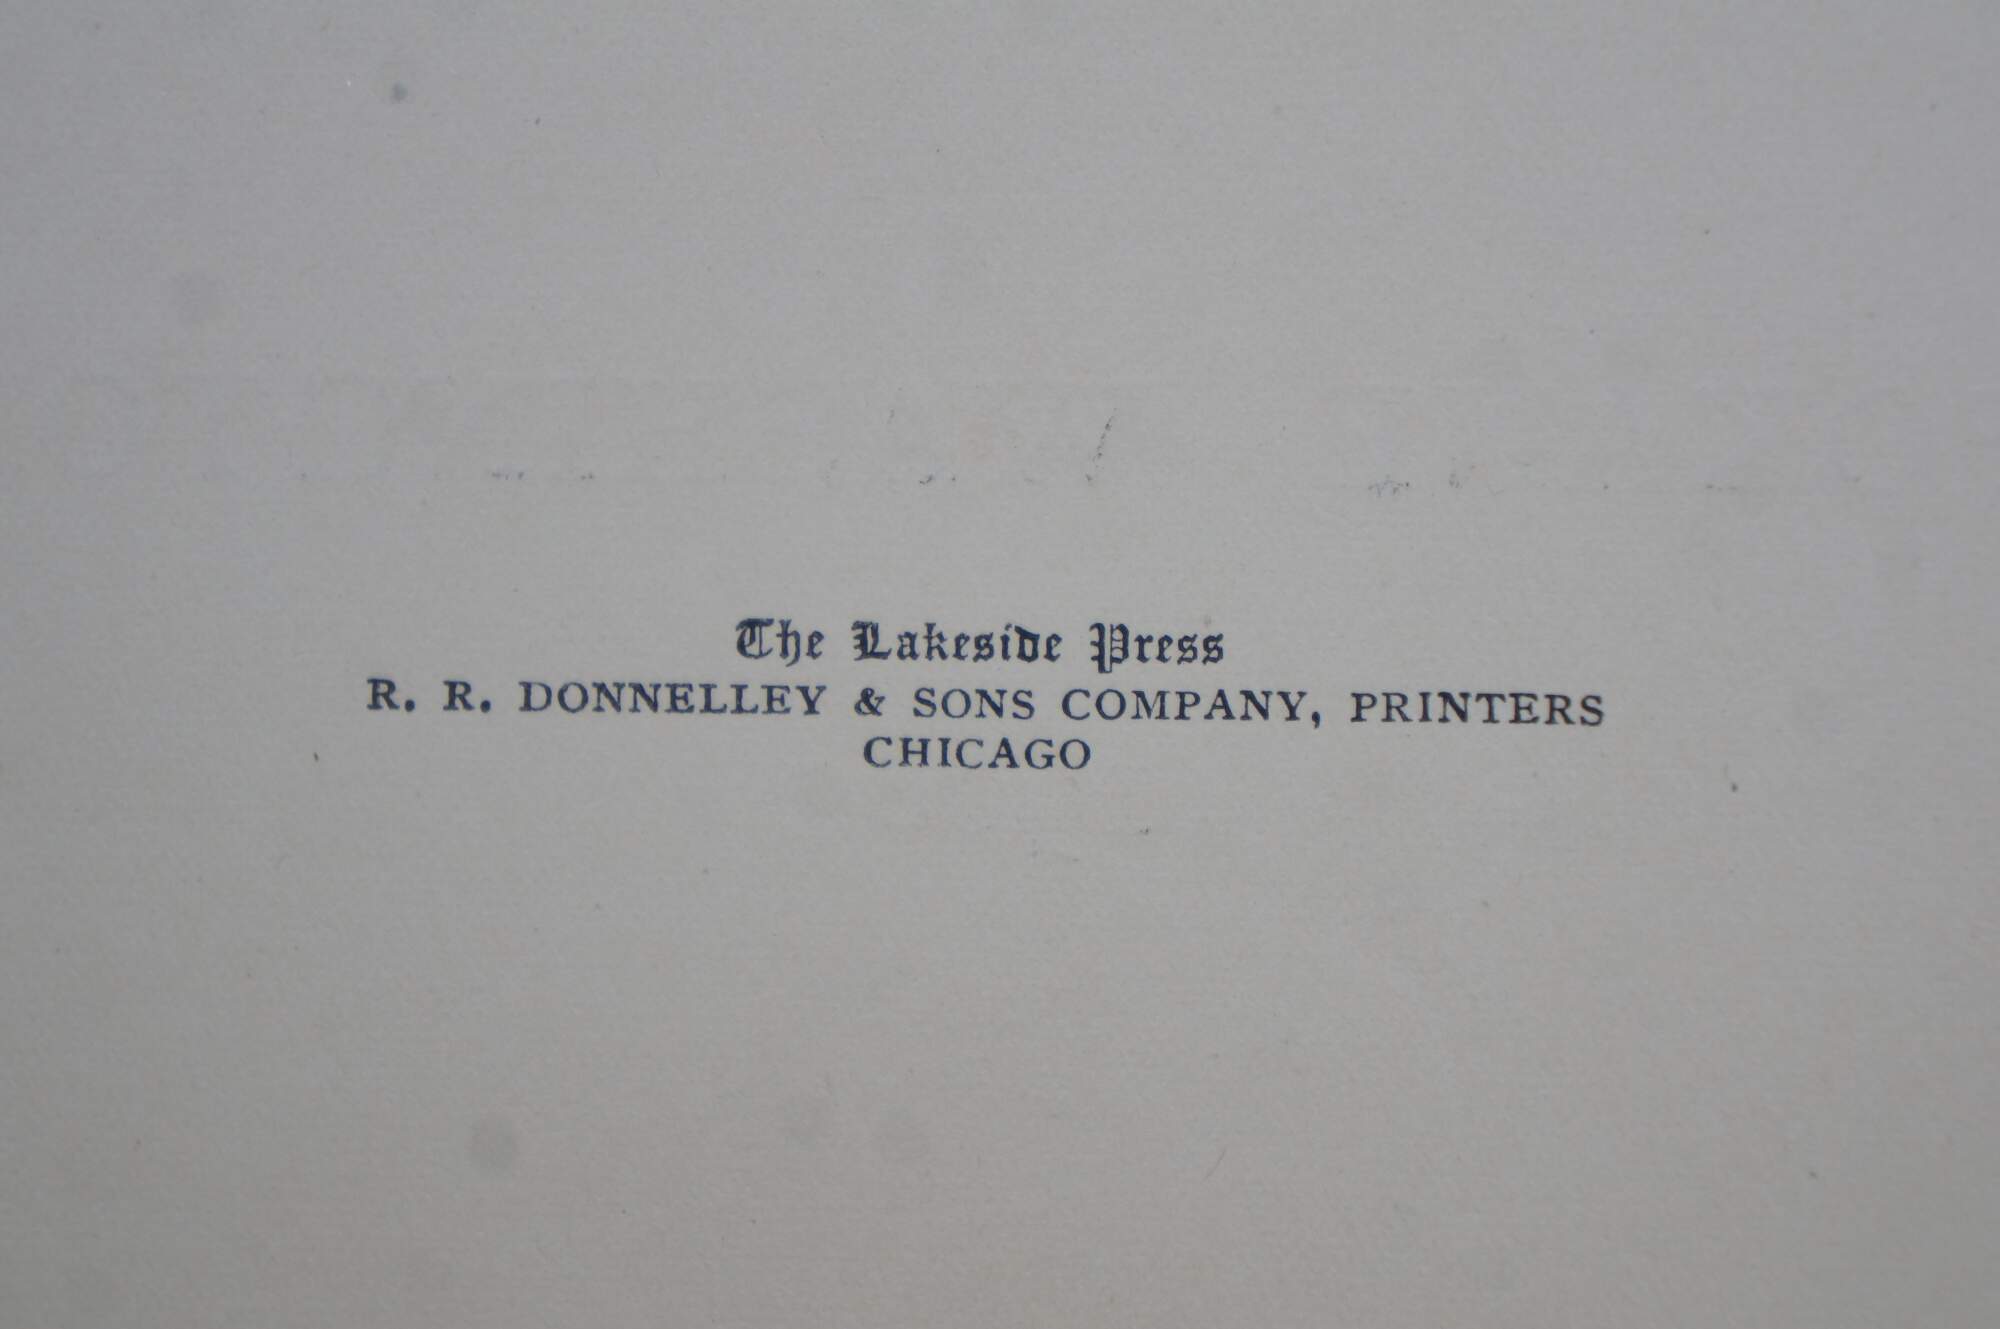 The Lakeside Press
R. R. DONNELLEY & SONS COMPANY, PRINTERS
CHICAGO